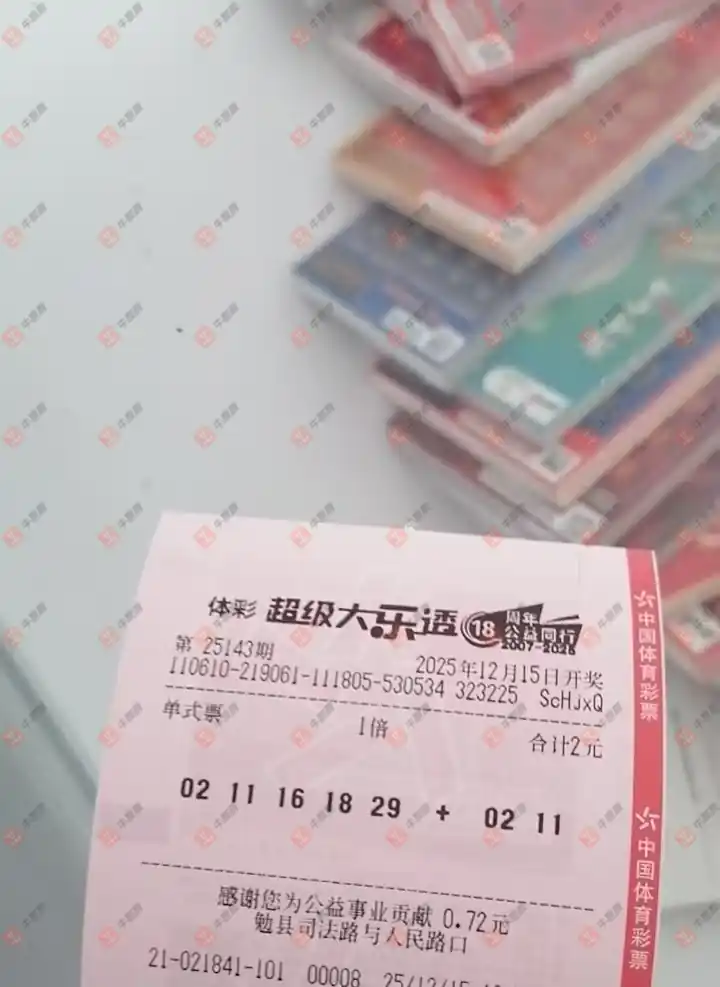 体彩 超级大乐透 18 周年 公益同行 2007-2025
第 25143期 2025年12月15日开奖
110610-219061-111805-530534 323225 ScHJxQ
单式票 1倍 合计2元
02 11 16 18 29 + 02 11
感谢您为公益事业贡献 0.72元
勉县司法路与人民路口
21-021841-101 00008
中国体育彩票
中国体育彩票